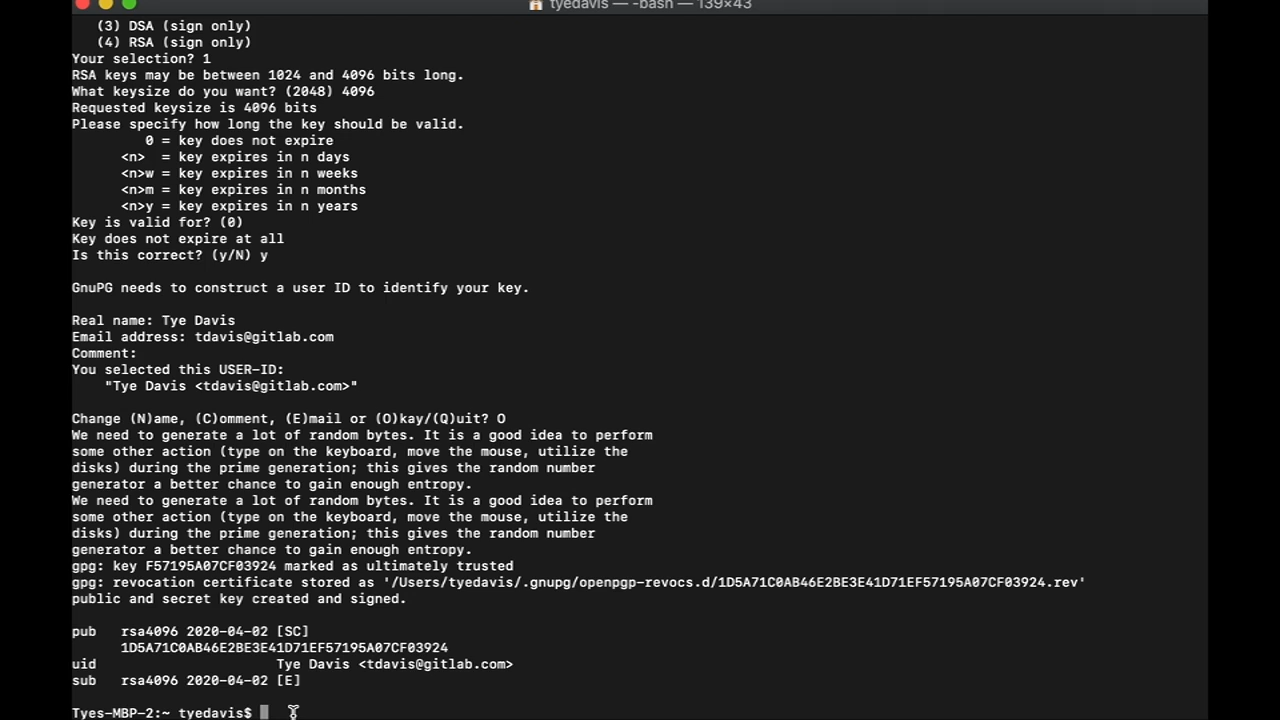 tyedavis — -bash — 139×43
(3) DSA (sign only)
(4) RSA (sign only)
Your selection? 1
RSA keys may be between 1024 and 4096 bits long.
What keysize do you want? (2048) 4096
Requested keysize is 4096 bits
Please specify how long the key should be valid.
0 = key does not expire
<n>  = key expires in n days
<n>w = key expires in n weeks
<n>m = key expires in n months
<n>y = key expires in n years
Key is valid for? (0)
Key does not expire at all
Is this correct? (y/N) y
GnuPG needs to construct a user ID to identify your key.
Real name: Tye Davis
Email address: tdavis@gitlab.com
Comment:
You selected this USER-ID:
"Tye Davis <tdavis@gitlab.com>"
Change (N)ame, (C)omment, (E)mail or (O)kay/(Q)uit? O
We need to generate a lot of random bytes. It is a good idea to perform
some other action (type on the keyboard, move the mouse, utilize the
disks) during the prime generation; this gives the random number
generator a better chance to gain enough entropy.
We need to generate a lot of random bytes. It is a good idea to perform
some other action (type on the keyboard, move the mouse, utilize the
disks) during the prime generation; this gives the random number
generator a better chance to gain enough entropy.
gpg: key F57195A07CF03924 marked as ultimately trusted
gpg: revocation certificate stored as '/Users/tyedavis/.gnupg/openpgp-revocs.d/1D5A71C0AB46E2BE3E41D71EF57195A07CF03924.rev'
public and secret key created and signed.
pub   rsa4096 2020-04-02 [SC]
1D5A71C0AB46E2BE3E41D71EF57195A07CF03924
uid                      Tye Davis <tdavis@gitlab.com>
sub   rsa4096 2020-04-02 [E]
Tyes-MBP-2:~ tyedavis$